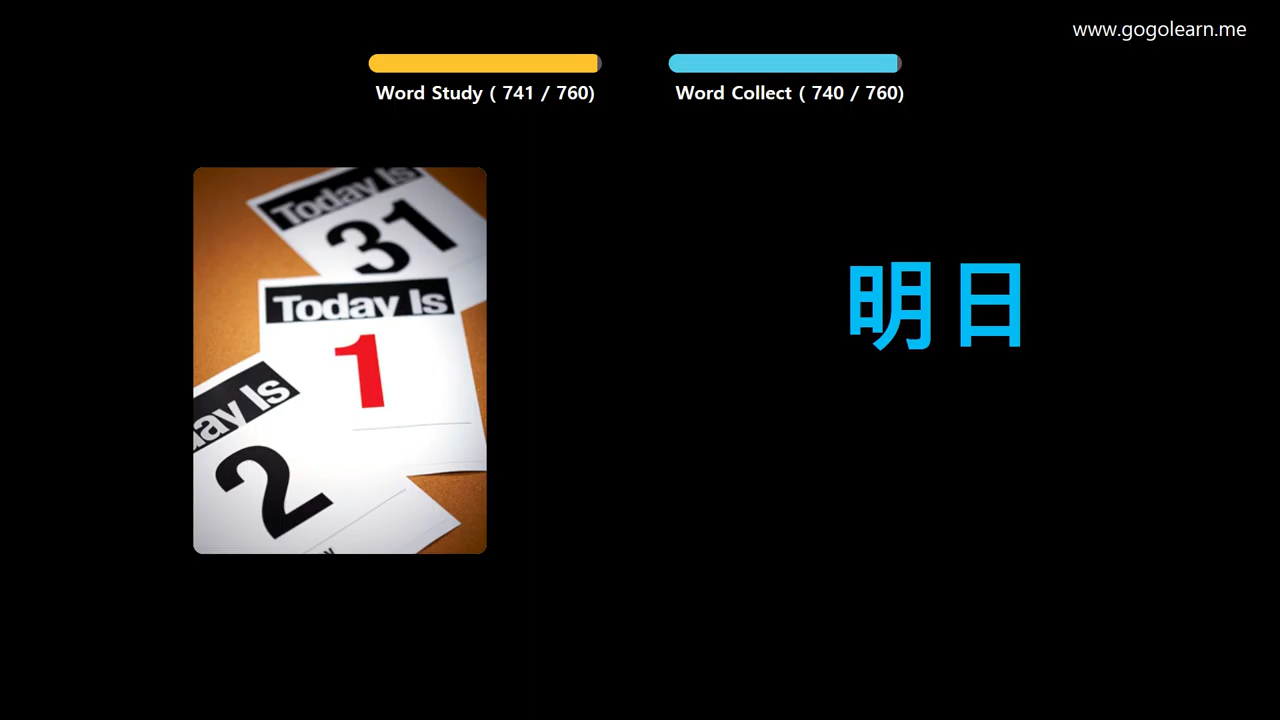 www.gogolearn.me
Word Study ( 741 / 760)
Word Collect ( 740 / 760)
Today Is
31
Today Is
1
ay Is
2
明日